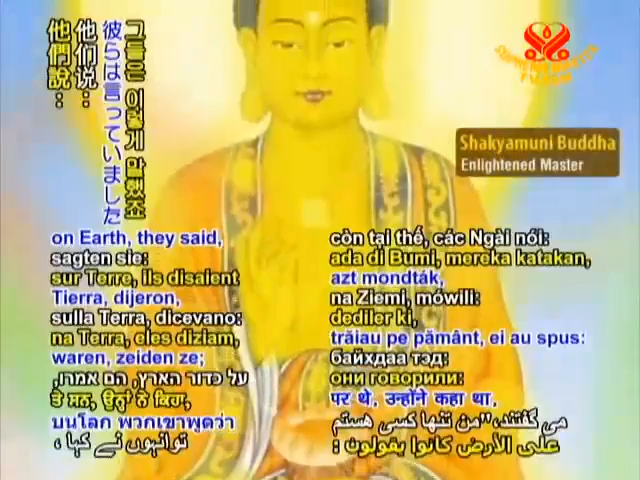 他們說：
他们说：
彼らは言っていました
그들은 이렇게 말했죠
SUPREME MASTER
Shakyamuni Buddha
Enlightened Master
on Earth, they said,
sagten sie:
sur Terre, ils disaient
Tierra, dijeron,
sulla Terra, dicevano:
na Terra, eles diziam,
waren, zeiden ze;
על כדור הארץ, הם אמרו,
ਤੇ ਸਨ, ਉਨ੍ਹਾਂ ਨੇ ਕਿਹਾ,
บนโลก พวกเขาพูดว่า
تو انہوں نے کہا ،
còn tại thế, các Ngài nói:
ada di Bumi, mereka katakan,
azt mondták,
na Ziemi, mówili:
dediler ki,
trăiau pe pământ, ei au spus:
байхдаа тэд:
они говорили:
पर थे, उन्होंने कहा था,
می گفتند،"من تنها کسی هستم
على الأرض كانوا يقولون :